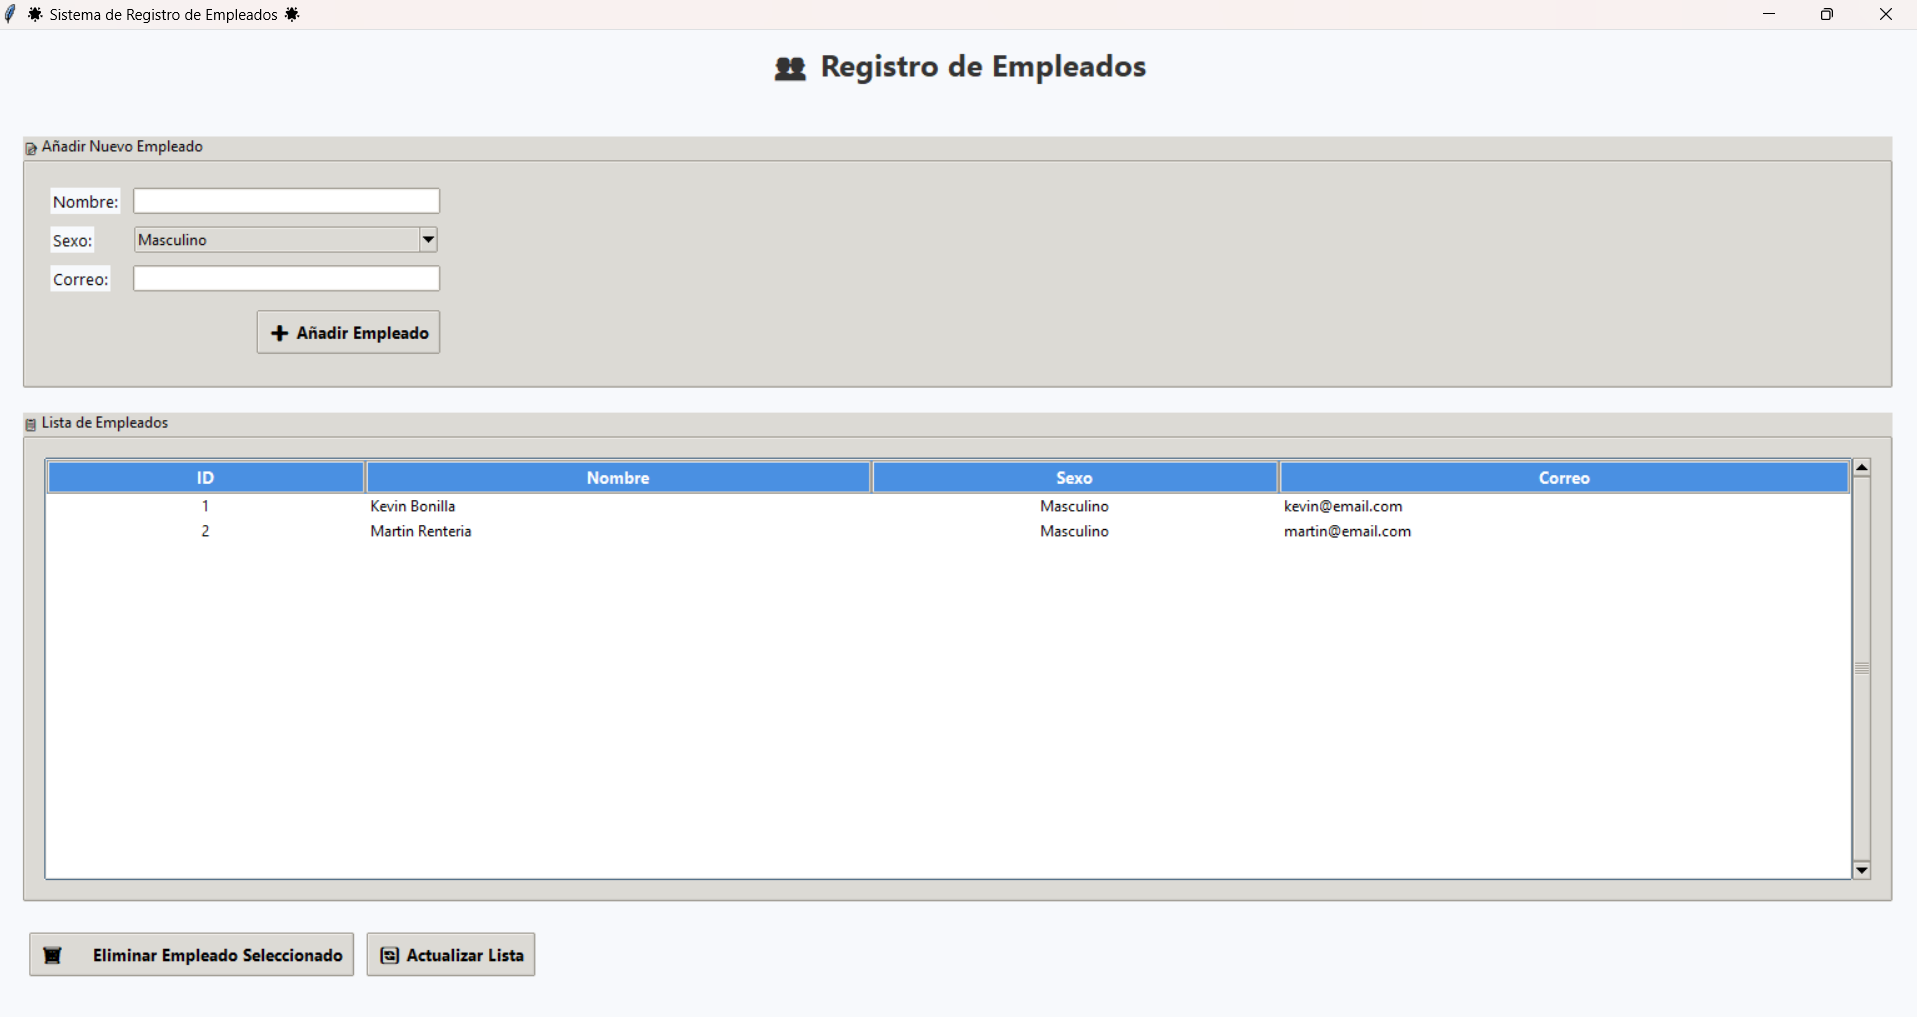 Sistema de Registro de Empleados
Registro de Empleados
Añadir Nuevo Empleado
Nombre:
Sexo: Masculino
Correo:
Añadir Empleado
Lista de Empleados
ID Nombre Sexo Correo
1 Kevin Bonilla Masculino kevin@email.com
2 Martin Renteria Masculino martin@email.com
Eliminar Empleado Seleccionado Actualizar Lista